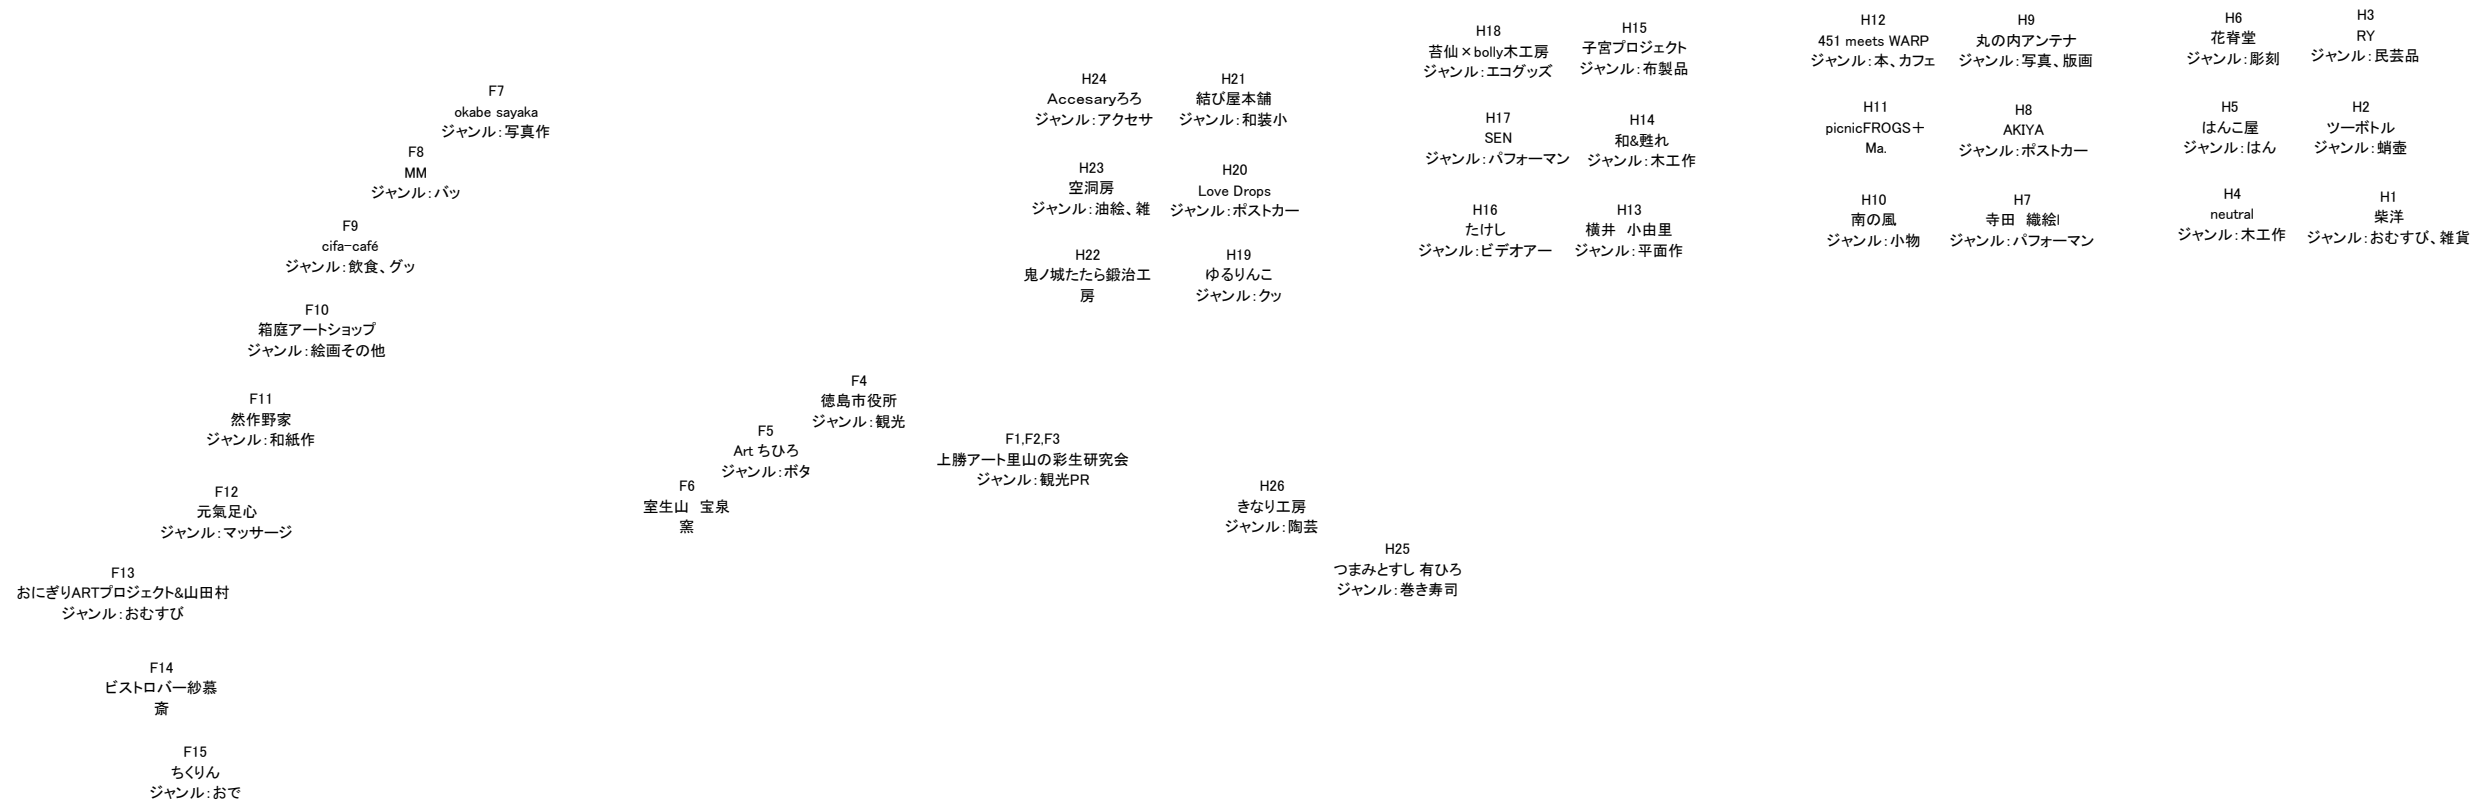 H18
苔仙×bolly木工房
ジャンル：エコグッズ
H15
子宮プロジェクト
ジャンル：布製品
H12
451 meets WARP
ジャンル：本、カフェ
H9
丸の内アンテナ
ジャンル：写真、版画
H6
花脊堂
ジャンル：彫刻
H3
RY
ジャンル：民芸品
F7
okabe sayaka
ジャンル：写真作
H24
Accesaryろろ
ジャンル：アクセサ
H21
結び屋本舗
ジャンル：和装小
H17
SEN
ジャンル：パフォーマン
H14
和&甦れ
ジャンル：木工作
H11
picnicFROGS＋
Ma.
H8
AKIYA
ジャンル：ポストカー
H5
はんこ屋
ジャンル：はん
H2
ツーボトル
ジャンル：蛸壺
F8
MM
ジャンル：バッ
H23
空洞房
ジャンル：油絵、雑
H20
Love Drops
ジャンル：ポストカー
H16
たけし
ジャンル：ビデオアー
H13
横井　小由里
ジャンル：平面作
H10
南の風
ジャンル：小物
H7
寺田　織絵
ジャンル：パフォーマン
H4
neutral
ジャンル：木工作
H1
柴洋
ジャンル：おむすび、雑貨
F9
cifa-café
ジャンル：飲食、グッ
H22
鬼ノ城たたら鍛治工
房
H19
ゆるりんこ
ジャンル：クッ
F10
箱庭アートショップ
ジャンル：絵画その他
F11
然作野家
ジャンル：和紙作
F4
徳島市役所
ジャンル：観光
F5
Art ちひろ
ジャンル：ボタ
F1,F2,F3
上勝アート里山の彩生研究会
ジャンル：観光PR
F12
元氣足心
ジャンル：マッサージ
F6
室生山　宝泉
窯
H26
きなり工房
ジャンル：陶芸
H25
つまみとすし 有ひろ
ジャンル：巻き寿司
F13
おにぎりARTプロジェクト&山田村
ジャンル：おむすび
F14
ビストロバー紗慕
斎
F15
ちくりん
ジャンル：おで